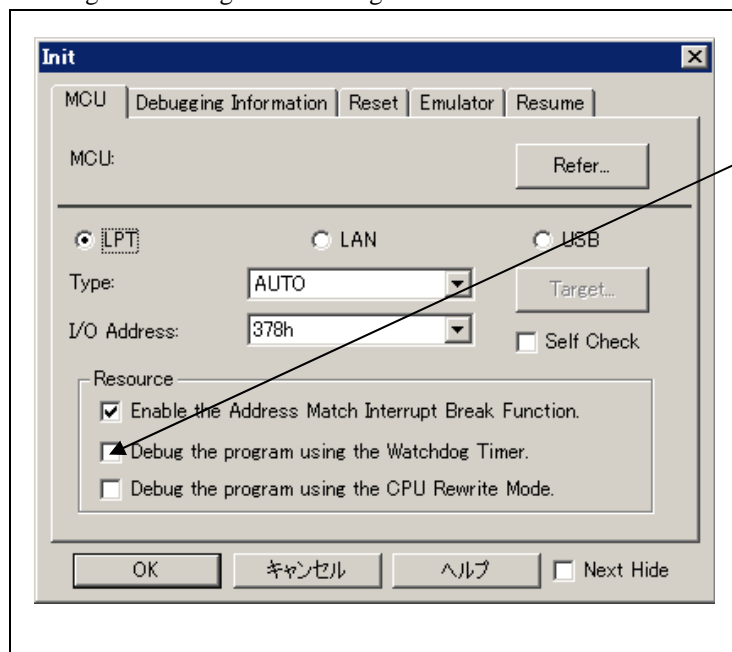 Init
MCU Debugging Information Reset Emulator Resume
MCU:
Refer...
LPT LAN USB
Type: AUTO Target...
I/O Address: 378h Self Check
Resource
Enable the Address Match Interrupt Break Function.
Debug the program using the Watchdog Timer.
Debug the program using the CPU Rewrite Mode.
OK キャンセル ヘルプ Next Hide